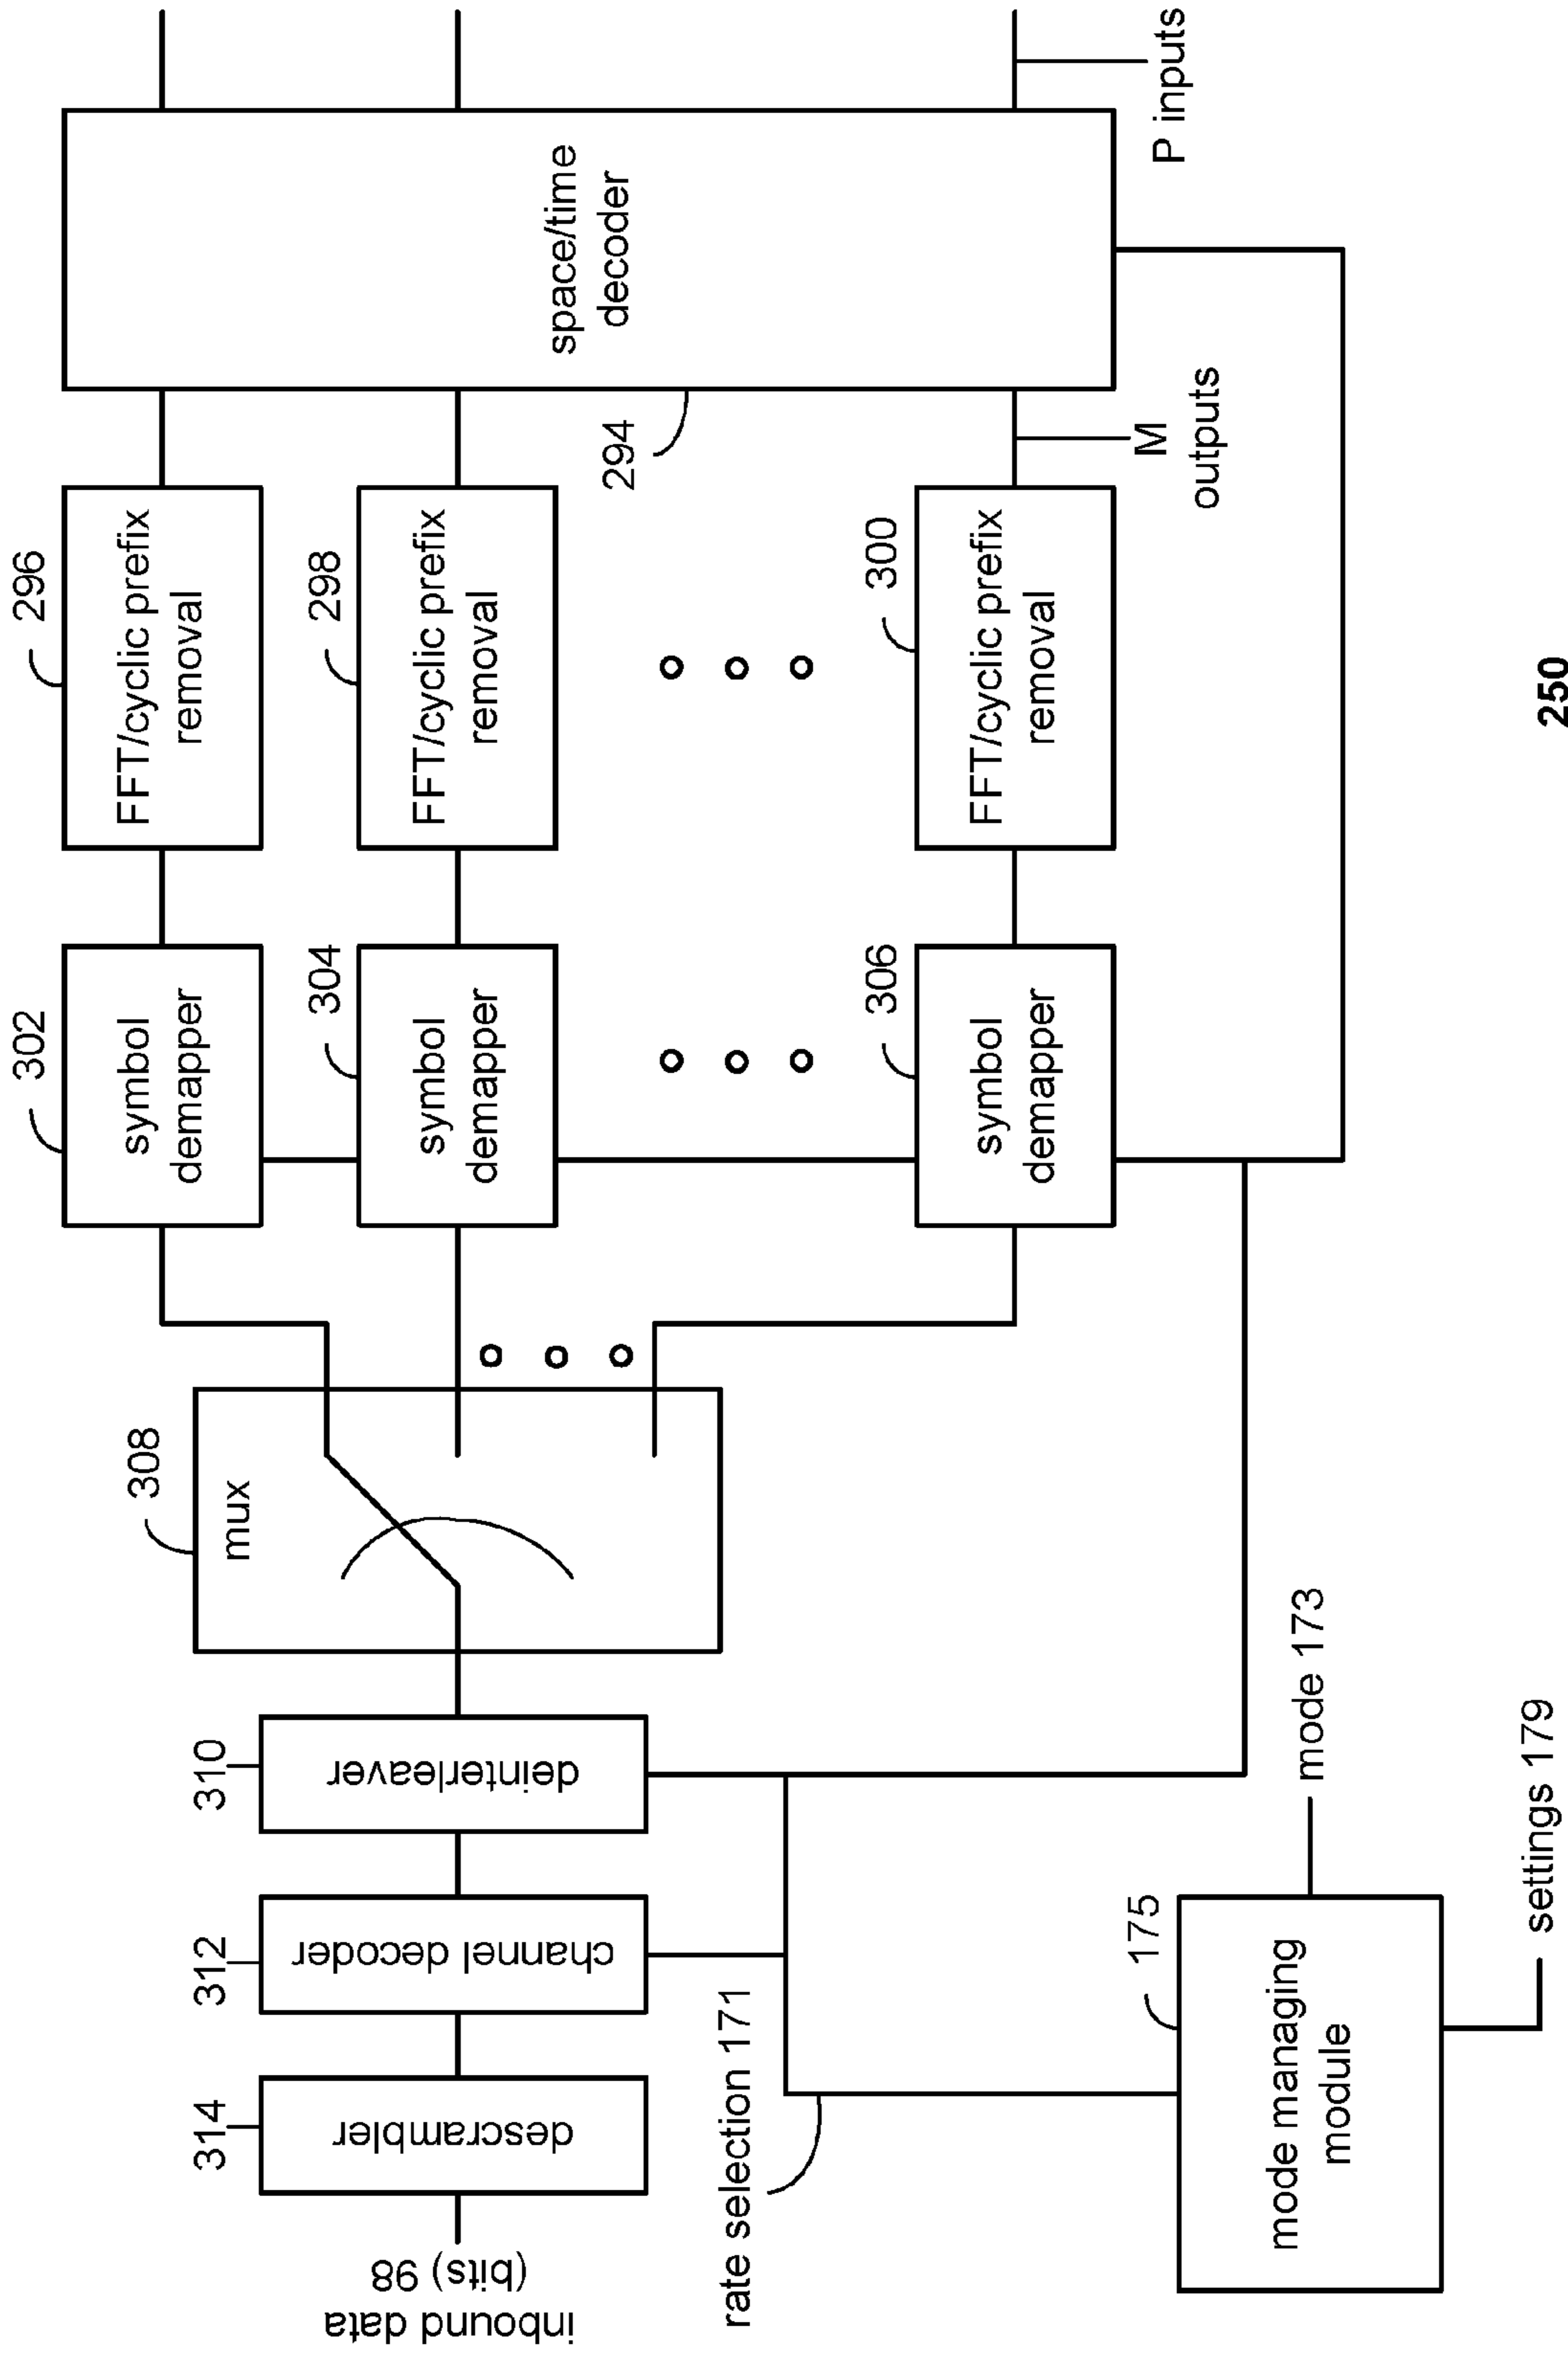 314
312
310
308
302
296
descrambler
channel decoder
deinterleaver
mux
symbol
demapper
FFT/cyclic prefix
removal
inbound data
(bits) 98
304
298
symbol
demapper
FFT/cyclic prefix
removal
space/time
decoder
294
rate selection 171
306
300
symbol
demapper
FFT/cyclic prefix
removal
M
outputs
P inputs
175
mode managing
module
mode 173
settings 179
250